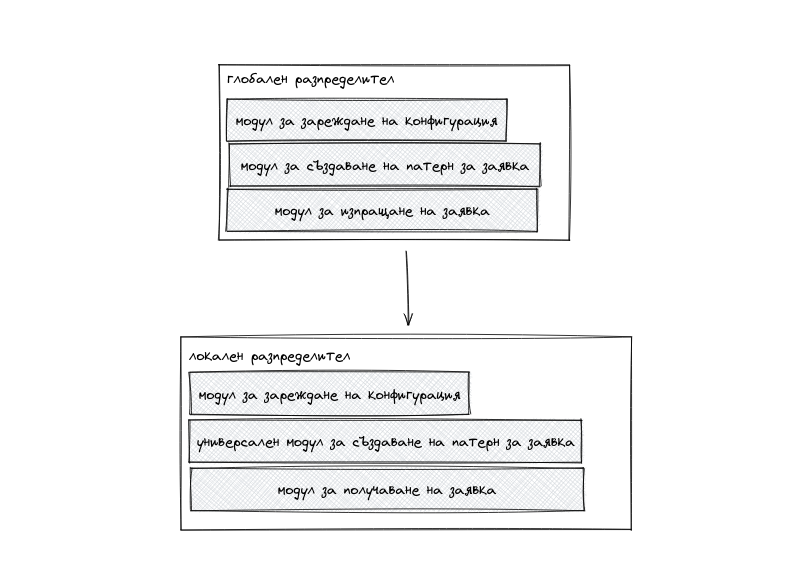 глобален разпределител
модул за зареждане на конфигурация
модул за създаване на патерн за заявка
модул за изпращане на заявка
локален разпределител
модул за зареждане на конфигурация
универсален модул за създаване на патерн за заявка
модул за получаване на заявка